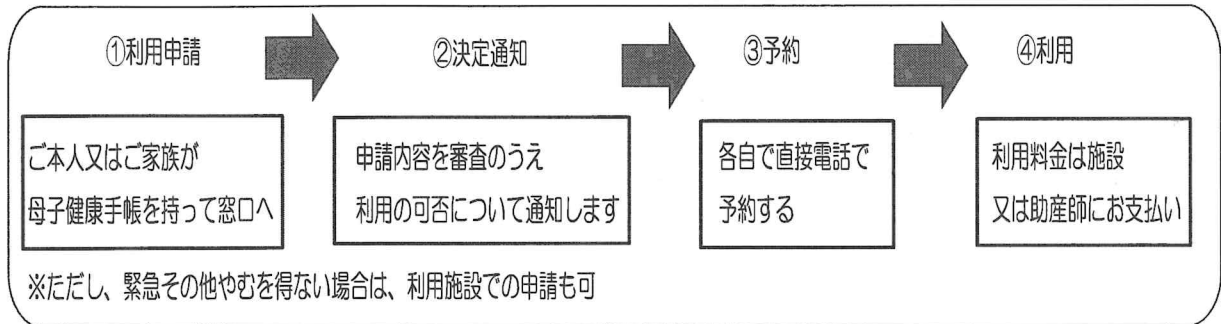 ①利用申請
②決定通知
③予約
④利用
ご本人又はご家族が
母子健康手帳を持って窓口へ
申請内容を審査のうえ
利用の可否について通知します
各自で直接電話で
予約する
利用料金は施設
又は助産師にお支払い
※ただし、緊急その他やむを得ない場合は、利用施設での申請も可